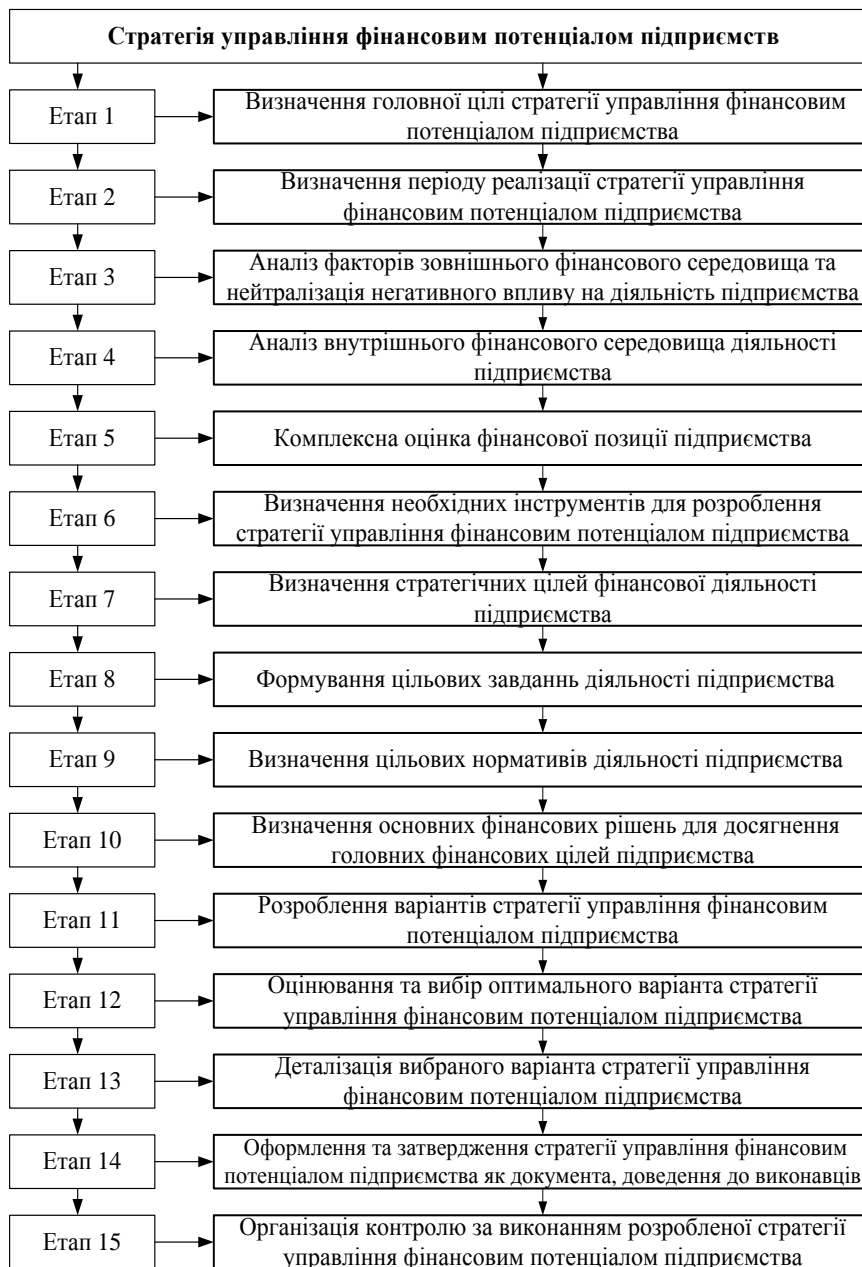 Стратегія управління фінансовим потенціалом підприємств
Етап 1
Визначення головної цілі стратегії управління фінансовим
потенціалом підприємства
Етап 2
Визначення періоду реалізації стратегії управління
фінансовим потенціалом підприємства
Етап 3
Аналіз факторів зовнішнього фінансового середовища та
нейтралізація негативного впливу на діяльність підприємства
Етап 4
Аналіз внутрішнього фінансового середовища діяльності
підприємства
Етап 5
Комплексна оцінка фінансової позиції підприємства
Етап 6
Визначення необхідних інструментів для розроблення
стратегії управління фінансовим потенціалом підприємства
Етап 7
Визначення стратегічних цілей фінансової діяльності
підприємства
Етап 8
Формування цільових завданнь діяльності підприємства
Етап 9
Визначення цільових нормативів діяльності підприємства
Етап 10
Визначення основних фінансових рішень для досягнення
головних фінансових цілей підприємства
Етап 11
Розроблення варіантів стратегії управління фінансовим
потенціалом підприємства
Етап 12
Оцінювання та вибір оптимального варіанта стратегії
управління фінансовим потенціалом підприємства
Етап 13
Деталізація вибраного варіанта стратегії управління
фінансовим потенціалом підприємства
Етап 14
Оформлення та затвердження стратегії управління фінансовим
потенціалом підприємства як документа, доведення до виконавців
Етап 15
Організація контролю за виконанням розробленої стратегії
управління фінансовим потенціалом підприємства